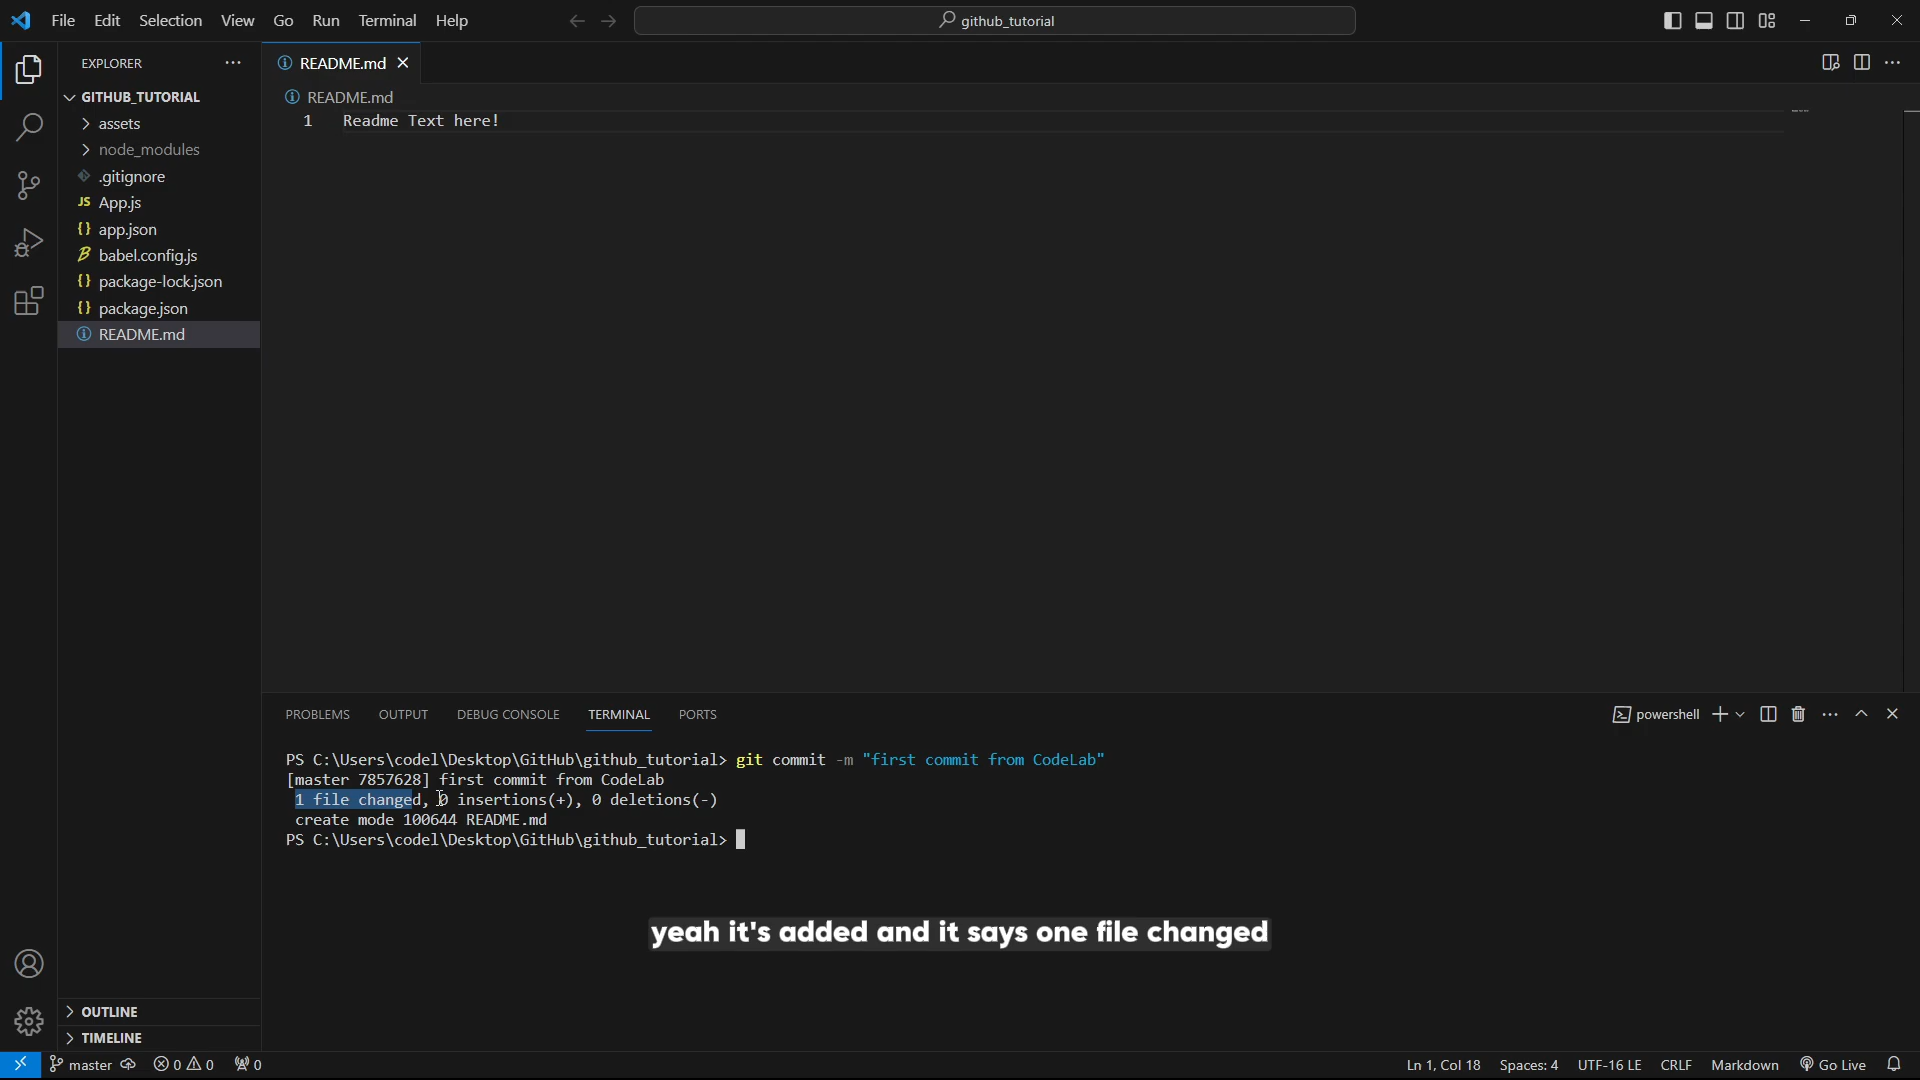 File Edit Selection View Go Run Terminal Help
github_tutorial
EXPLORER
README.md
GITHUB_TUTORIAL
assets
node_modules
.gitignore
JS App.js
{} app.json
babel.config.js
{} package-lock.json
{} package.json
README.md
README.md
1 Readme Text here!
PROBLEMS OUTPUT DEBUG CONSOLE TERMINAL PORTS
powershell
PS C:\Users\codel\Desktop\GitHub\github_tutorial> git commit -m "first commit from CodeLab"
[master 7857628] first commit from CodeLab
1 file changed, 0 insertions(+), 0 deletions(-)
create mode 100644 README.md
PS C:\Users\codel\Desktop\GitHub\github_tutorial>
yeah it's added and it says one file changed
OUTLINE
TIMELINE
master 0 0 0
Ln 1, Col 18 Spaces: 4 UTF-16 LE CRLF Markdown Go Live